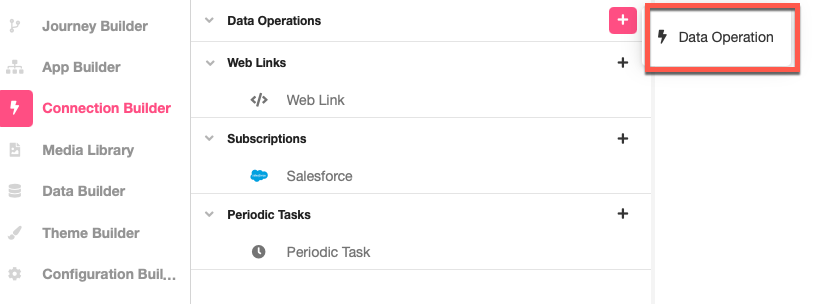 Journey Builder
App Builder
Connection Builder
Media Library
Data Builder
Theme Builder
Configuration Buil...
Data Operations
Web Links
Web Link
Subscriptions
Salesforce
Periodic Tasks
Periodic Task
Data Operation